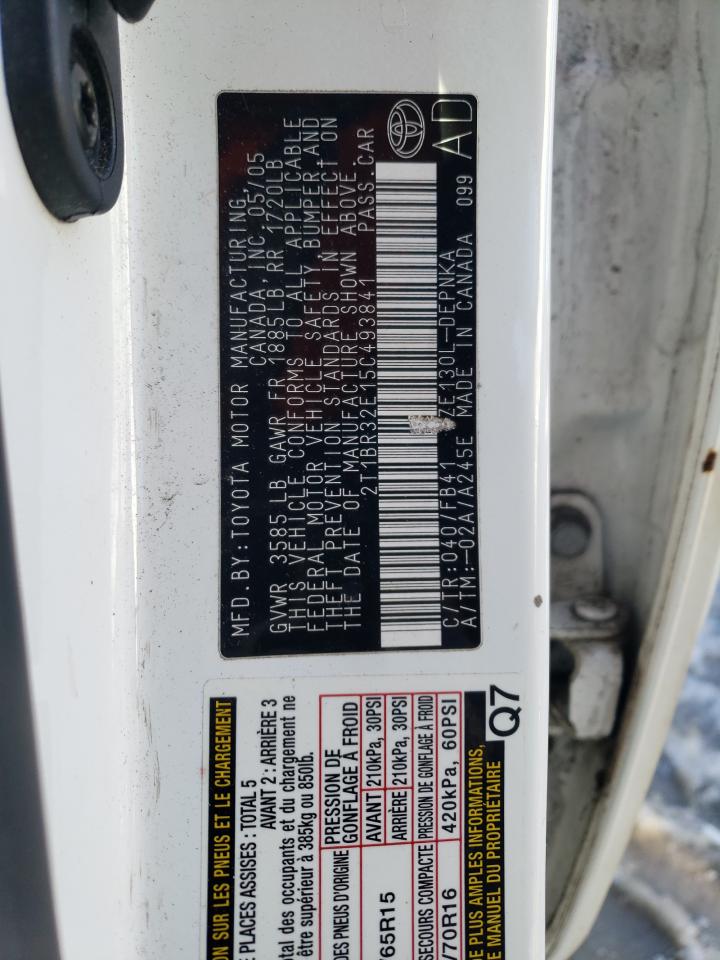 MFD.BY:TOYOTA MOTOR MANUFACTURING,
CANADA, INC. 05/05
GVWR 3585LB GAWR FR 1885LB RR 1720LB
THIS VEHICLE CONFORMS TO ALL APPLICABLE
FEDERAL MOTOR VEHICLE SAFETY, BUMPER, AND
THEFT PREVENTION STANDARDS IN EFFECT ON
THE DATE OF MANUFACTURE SHOWN ABOVE.
2T1BR32E15C493841 PASS.CAR
C/TR:040/FB41 ZE130L-DEPNKA
A/TM:-02A/A245E MADE IN CANADA 099
AD
ON SUR LES PNEUS ET LE CHARGEMENT
E PLACES ASSISES : TOTAL 5
AVANT 2 : ARRIÈRE 3
tal des occupants et du chargement ne
être supérieur à 385kg ou 850lb.
DES PNEUS D'ORIGINE
PRESSION DE
GONFLAGE À FROID
/65R15
AVANT 210kPa, 30PSI
ARRIÈRE 210kPa, 30PSI
SECOURS COMPACTE PRESSION DE GONFLAGE À FROID
/70R16 420kPa, 60PSI
E PLUS AMPLES INFORMATIONS,
E MANUEL DU PROPRIÉTAIRE
Q7